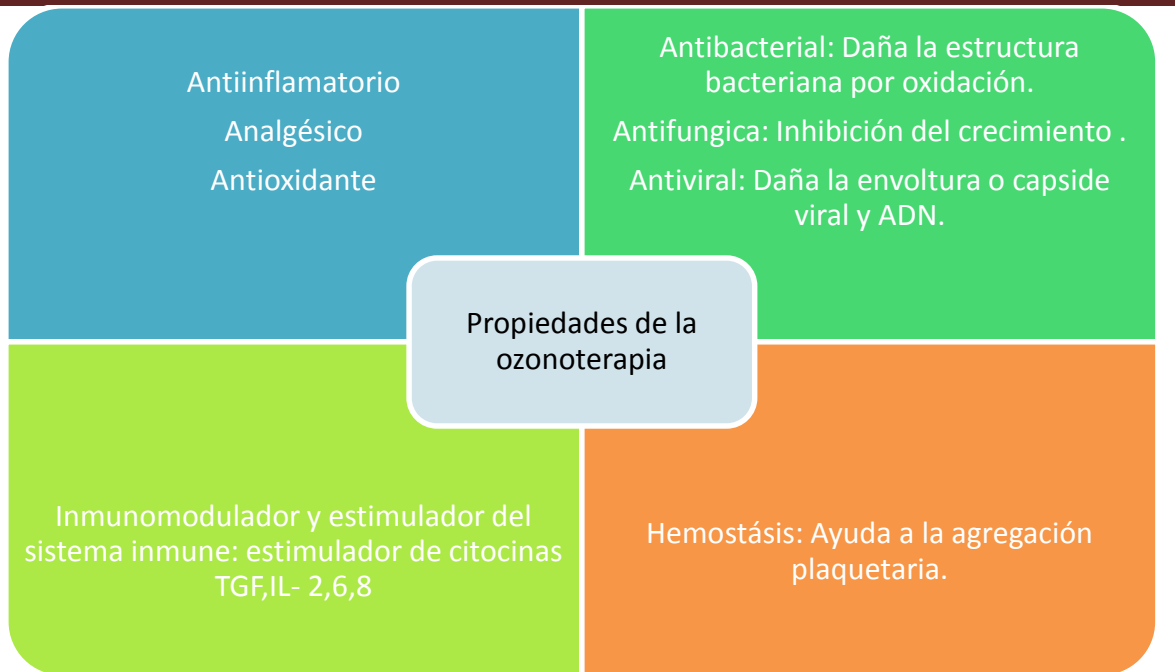 Antiinflamatorio
Analgésico
Antioxidante
Antibacterial: Daña la estructura
bacteriana por oxidación.
Antifungica: Inhibición del crecimiento .
Antiviral: Daña la envoltura o capside
viral y ADN.
Propiedades de la
ozonoterapia
Inmunomodulador y estimulador del
sistema inmune: estimulador de citocinas
TGF,IL- 2,6,8
Hemostásis: Ayuda a la agregación
plaquetaria.